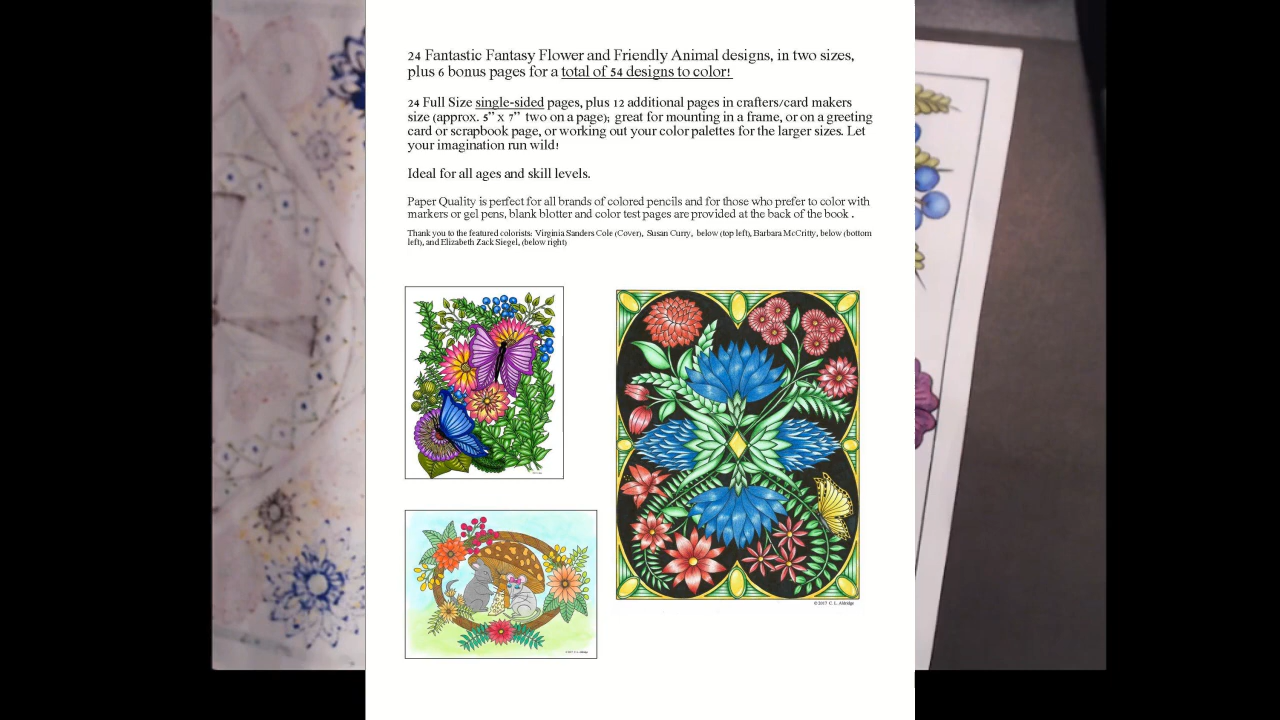 24 Fantastic Fantasy Flower and Friendly Animal designs, in two sizes,
plus 6 bonus pages for a total of 54 designs to color!
24 Full Size single-sided pages, plus 12 additional pages in crafters/card makers
size (approx. 5” x 7” two on a page); great for mounting in a frame, or on a greeting
card or scrapbook page, or working out your color palettes for the larger sizes. Let
your imagination run wild!
Ideal for all ages and skill levels.
Paper Quality is perfect for all brands of colored pencils and for those who prefer to color with
markers or gel pens, blank blotter and color test pages are provided at the back of the book .
Thank you to the featured colorists: Virginia Sanders Cole (Cover), Susan Curry, below (top left), Barbara McCritty, below (bottom
left), and Elizabeth Zack Siegel, (below right)
© 2017 C. L. Aldridge